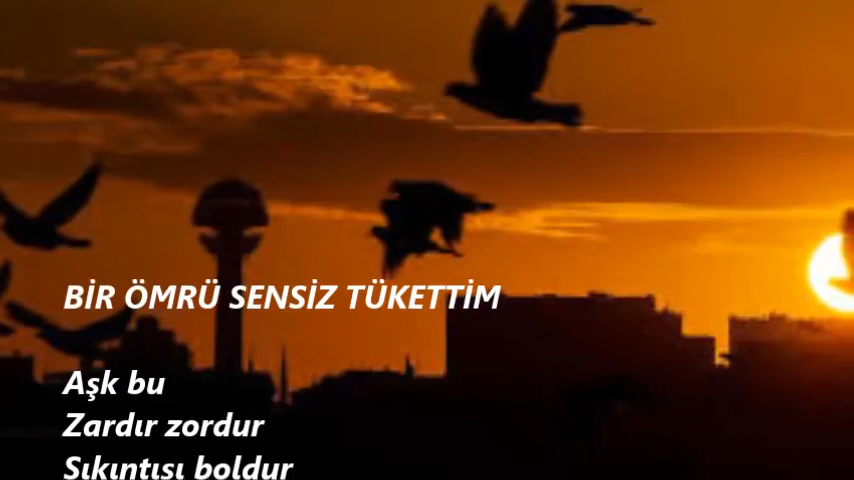 BİR ÖMRÜ SENSİZ TÜKETTİM
Aşk bu
Zardır zordur
Sıkıntısı boldur